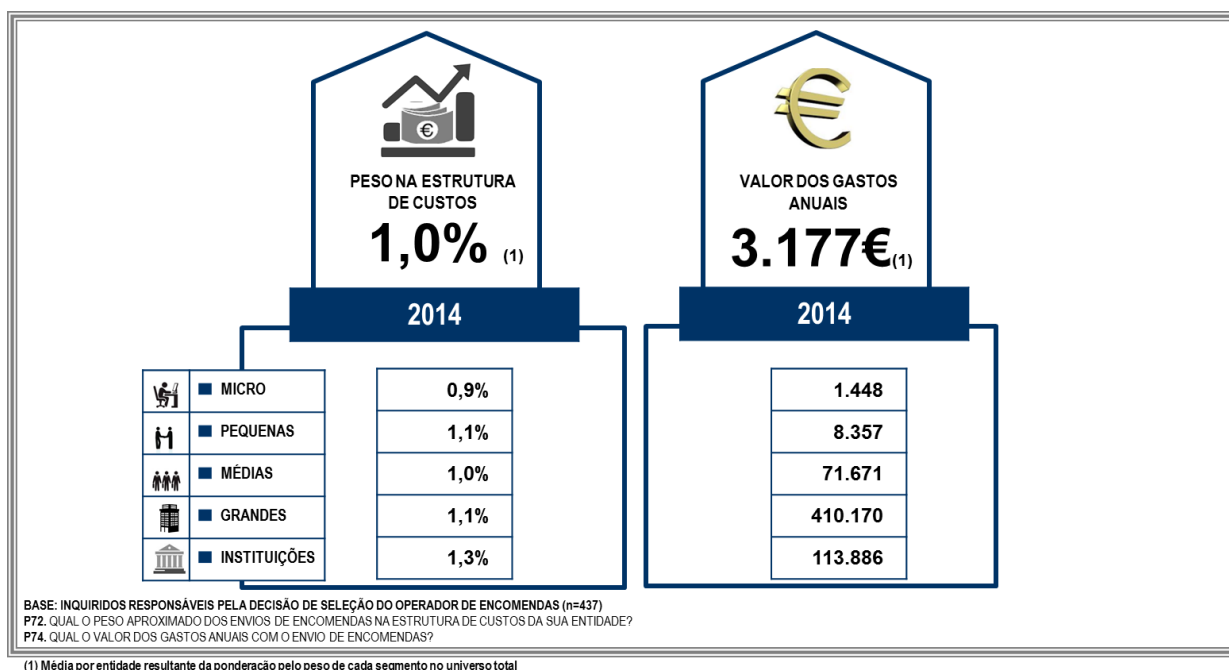 PESO NA ESTRUTURA
DE CUSTOS
1,0% (1)
2014
VALOR DOS GASTOS
ANUAIS
3.177€(1)
2014
MICRO 0,9% 1.448
PEQUENAS 1,1% 8.357
MÉDIAS 1,0% 71.671
GRANDES 1,1% 410.170
INSTITUIÇÕES 1,3% 113.886
BASE: INQUIRIDOS RESPONSÁVEIS PELA DECISÃO DE SELEÇÃO DO OPERADOR DE ENCOMENDAS (n=437)
P72. QUAL O PESO APROXIMADO DOS ENVIOS DE ENCOMENDAS NA ESTRUTURA DE CUSTOS DA SUA ENTIDADE?
P74. QUAL O VALOR DOS GASTOS ANUAIS COM O ENVIO DE ENCOMENDAS?
(1) Média por entidade resultante da ponderação pelo peso de cada segmento no universo total